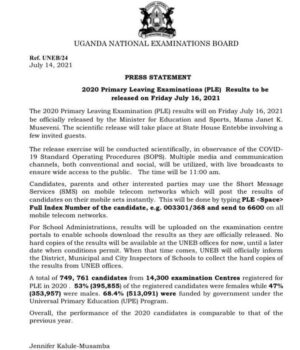 UGANDA NATIONAL EXAMINATIONS BOARD
Ref. UNEB/24
July 14, 2021
PRESS STATEMENT
2020 Primary Leaving Examinations (PLE) Results to be
released on Friday July 16, 2021
The 2020 Primary Leaving Examination (PLE) results will on Friday July 16, 2021
be officially released by the Minister for Education and Sports, Mama Janet K.
Museveni. The scientific release will take place at State House Entebbe, involving a
few invited guests.
The release exercise will be conducted scientifically, in observance of the COVID-
19 Standard Operating Procedures (SOPS). Multiple media and communication
channels, both conventional and social, will be utilized, with live broadcasts to
ensure wide access to the public. The time will be 11:00 am.
Candidates, parents and other interested parties may use the Short Message
Services (SMS) on mobile telecom networks which will post the results of
candidates on their mobile sets instantly. This will be done by typing PLE <Space>
Full Index Number of the candidate, e.g. 003301/368 and send to 6600 on all
mobile telecom networks.
For School Administrations, results will be uploaded on the examination centre
portals to enable schools download the results as they are officially released. No
hard copies of the results will be available at the UNEB offices for now, until a later
date when conditions permit. When that time comes, UNEB will officially inform
the District, Municipal and City Inspectors of Schools to collect the hard copies of
the results from UNEB offices.
A total of 749, 761 candidates from 14,300 examination Centres registered for
PLE in 2020 . 53% (395,855) of the registered candidates were females while 47%
(353,957) were males. 68.4% (513,091) were funded by government under the
Universal Primary Education (UPE) Program.
Overall, the performance of the 2020 candidates is comparable to that of the
previous year.
Jennifer Kalule-Musamba